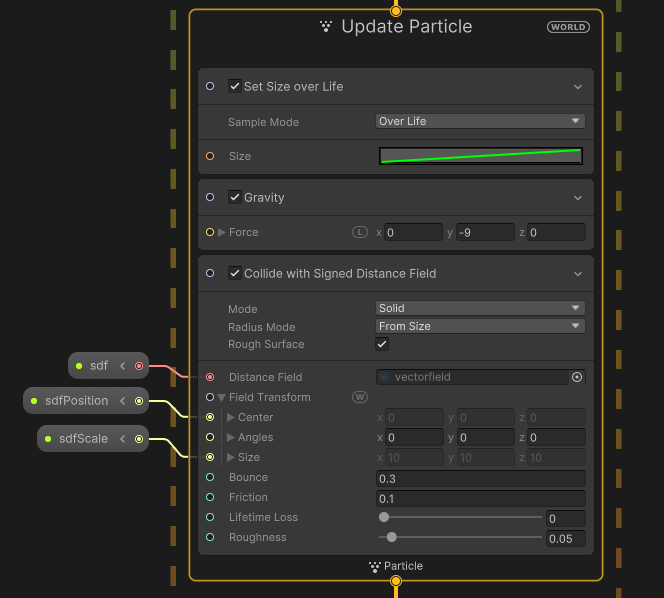 Update Particle WORLD
Set Size over Life
Sample Mode Over Life
Size
Gravity
Force L x 0 y -9 z 0
Collide with Signed Distance Field
Mode Solid
Radius Mode From Size
Rough Surface
sdf
Distance Field vectorfield
sdfPosition
Field Transform W
Center x 0 y 0 z 0
sdfScale
Angles x 0 y 0 z 0
Size x 10 y 10 z 10
Bounce 0.3
Friction 0.1
Lifetime Loss 0
Roughness 0.05
Particle